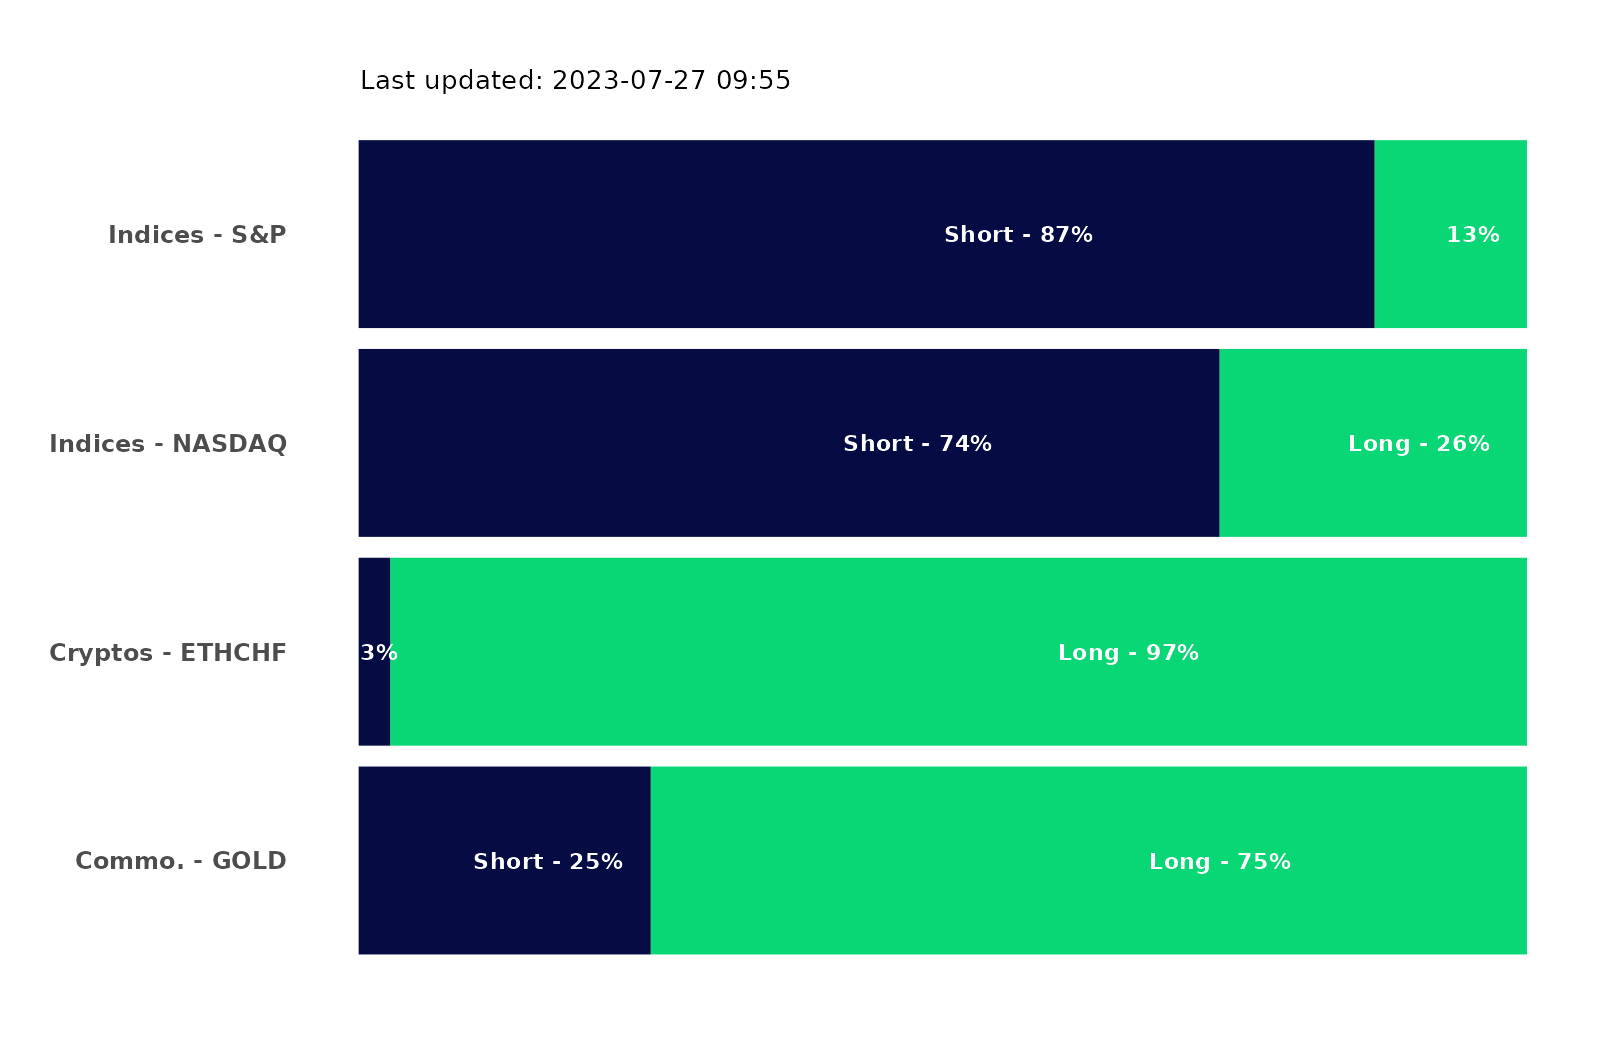 Last updated: 2023-07-27 09:55
Indices - S&P Short - 87% 13%
Indices - NASDAQ Short - 74% Long - 26%
Cryptos - ETHCHF 3% Long - 97%
Commo. - GOLD Short - 25% Long - 75%